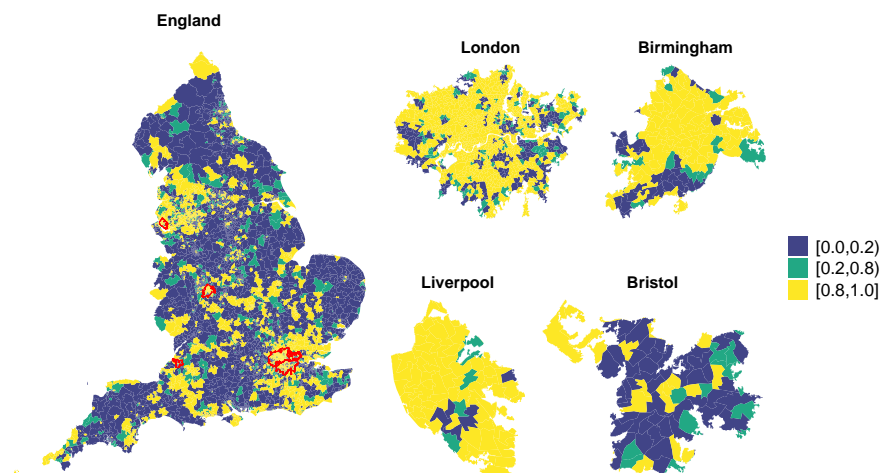 England
London
Birmingham
[0.0,0.2)
[0.2,0.8)
[0.8,1.0]
Liverpool
Bristol